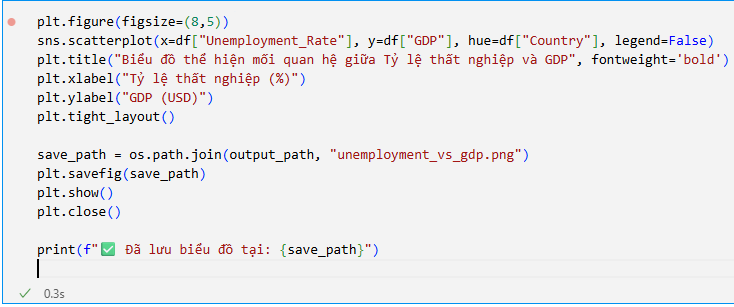 plt.figure(figsize=(8,5))
sns.scatterplot(x=df["Unemployment_Rate"], y=df["GDP"], hue=df["Country"], legend=False)
plt.title("Biểu đồ thể hiện mối quan hệ giữa Tỷ lệ thất nghiệp và GDP", fontweight='bold')
plt.xlabel("Tỷ lệ thất nghiệp (%)")
plt.ylabel("GDP (USD)")
plt.tight_layout()
save_path = os.path.join(output_path, "unemployment_vs_gdp.png")
plt.savefig(save_path)
plt.show()
plt.close()
print(f"✅ Đã lưu biểu đồ tại: {save_path}")
✓ 0.3s